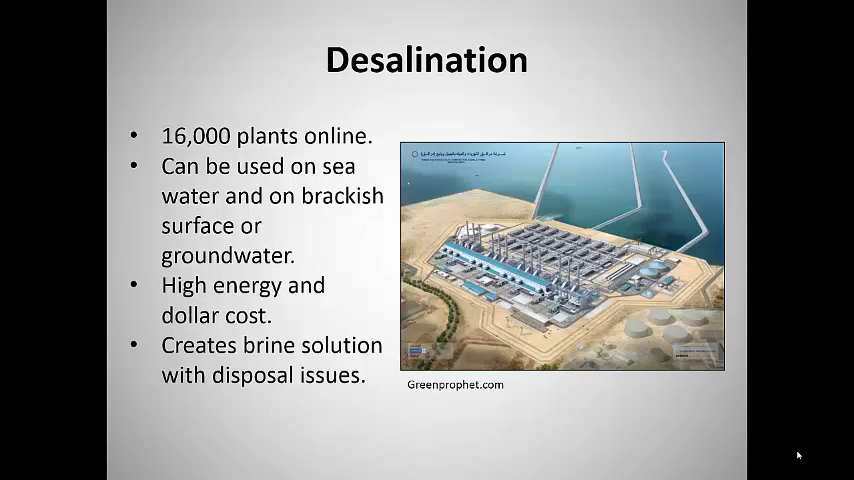 Desalination
• 16,000 plants online.
• Can be used on sea
water and on brackish
surface or
groundwater.
• High energy and
dollar cost.
• Creates brine solution
with disposal issues.
Greenprophet.com